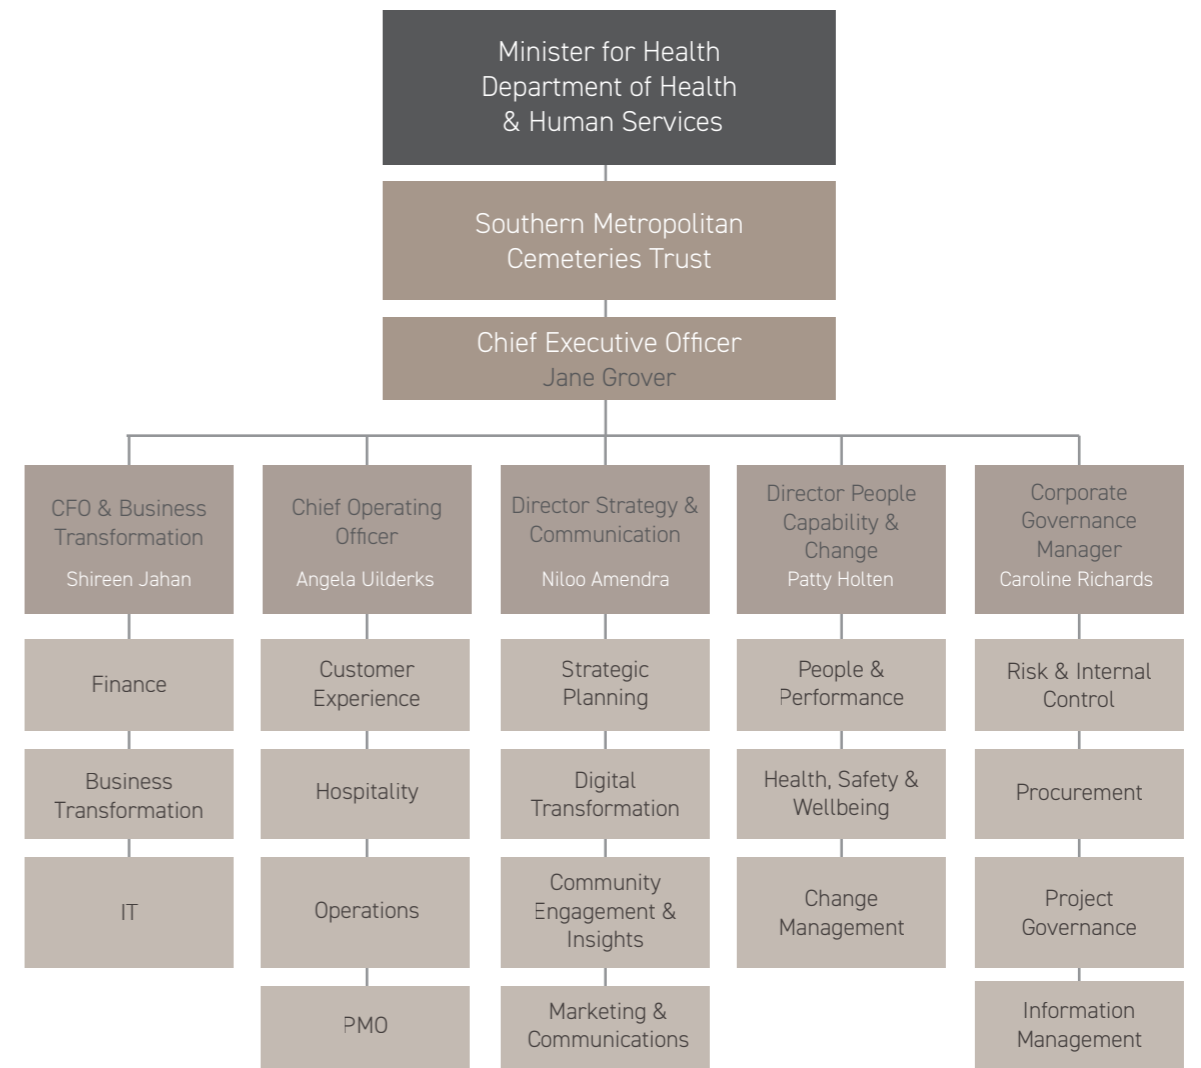 Minister for Health
Department of Health
& Human Services
Southern Metropolitan
Cemeteries Trust
Chief Executive Officer
Jane Grover
CFO & Business
Transformation
Shireen Jahan
Chief Operating
Officer
Angela Uilderks
Director Strategy &
Communication
Niloo Amendra
Director People
Capability &
Change
Patty Holten
Corporate
Governance
Manager
Caroline Richards
Finance
Business
Transformation
IT
Customer
Experience
Hospitality
Operations
PMO
Strategic
Planning
Digital
Transformation
Community
Engagement &
Insights
Marketing &
Communications
People &
Performance
Health, Safety &
Wellbeing
Change
Management
Risk & Internal
Control
Procurement
Project
Governance
Information
Management